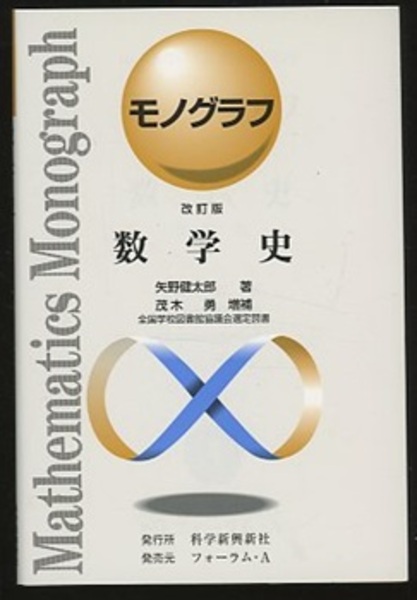 Mathematics Monograph
モノグラフ
改訂版
数学史
矢野健太郎 著
茂木 勇 増補
全国学校図書館協議会選定図書
発行所 科学新興新社
発売元 フォーラム・A